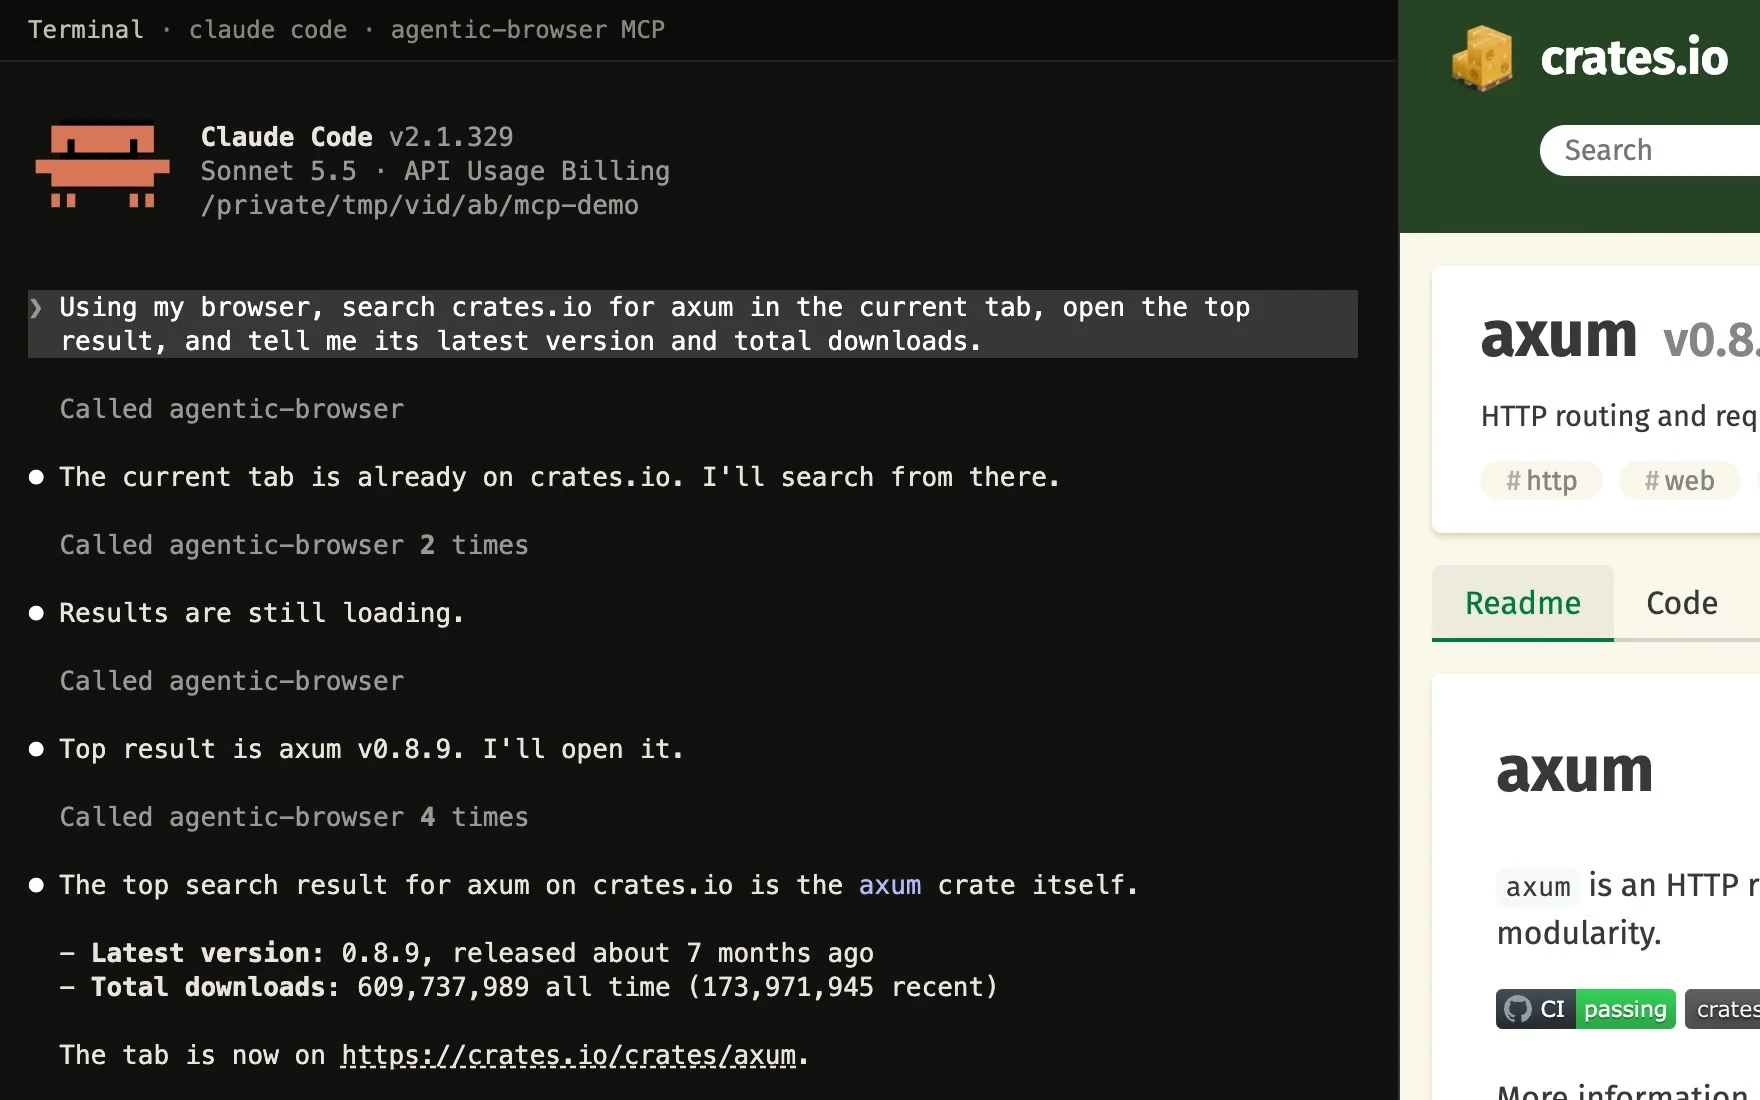 Terminal · claude code · agentic-browser MCP
Claude Code v2.1.329
Sonnet 5.5 · API Usage Billing
/private/tmp/vid/ab/mcp-demo
❯ Using my browser, search crates.io for axum in the current tab, open the top
result, and tell me its latest version and total downloads.
Called agentic-browser
● The current tab is already on crates.io. I'll search from there.
Called agentic-browser 2 times
● Results are still loading.
Called agentic-browser
● Top result is axum v0.8.9. I'll open it.
Called agentic-browser 4 times
● The top search result for axum on crates.io is the axum crate itself.
- Latest version: 0.8.9, released about 7 months ago
- Total downloads: 609,737,989 all time (173,971,945 recent)
The tab is now on https://crates.io/crates/axum.
crates.io
Search
axum v0.8.
HTTP routing and req
# http # web
Readme Code
axum
axum is an HTTP r
modularity.
CI passing crates
More information